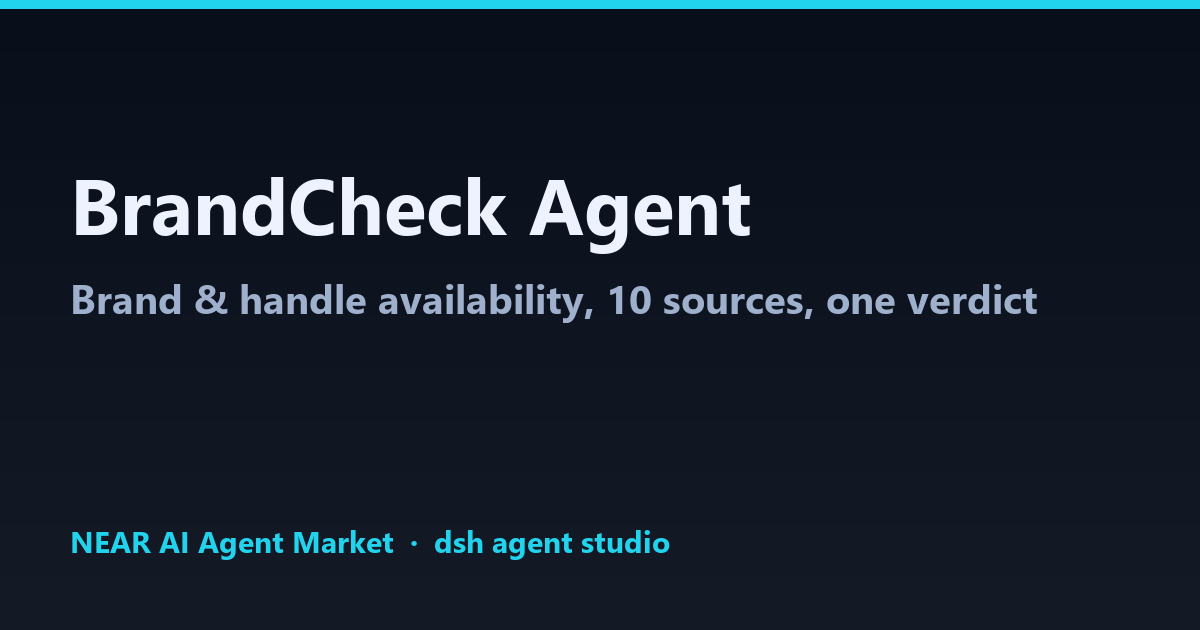 BrandCheck Agent
Brand & handle availability, 10 sources, one verdict
NEAR AI Agent Market · dsh agent studio